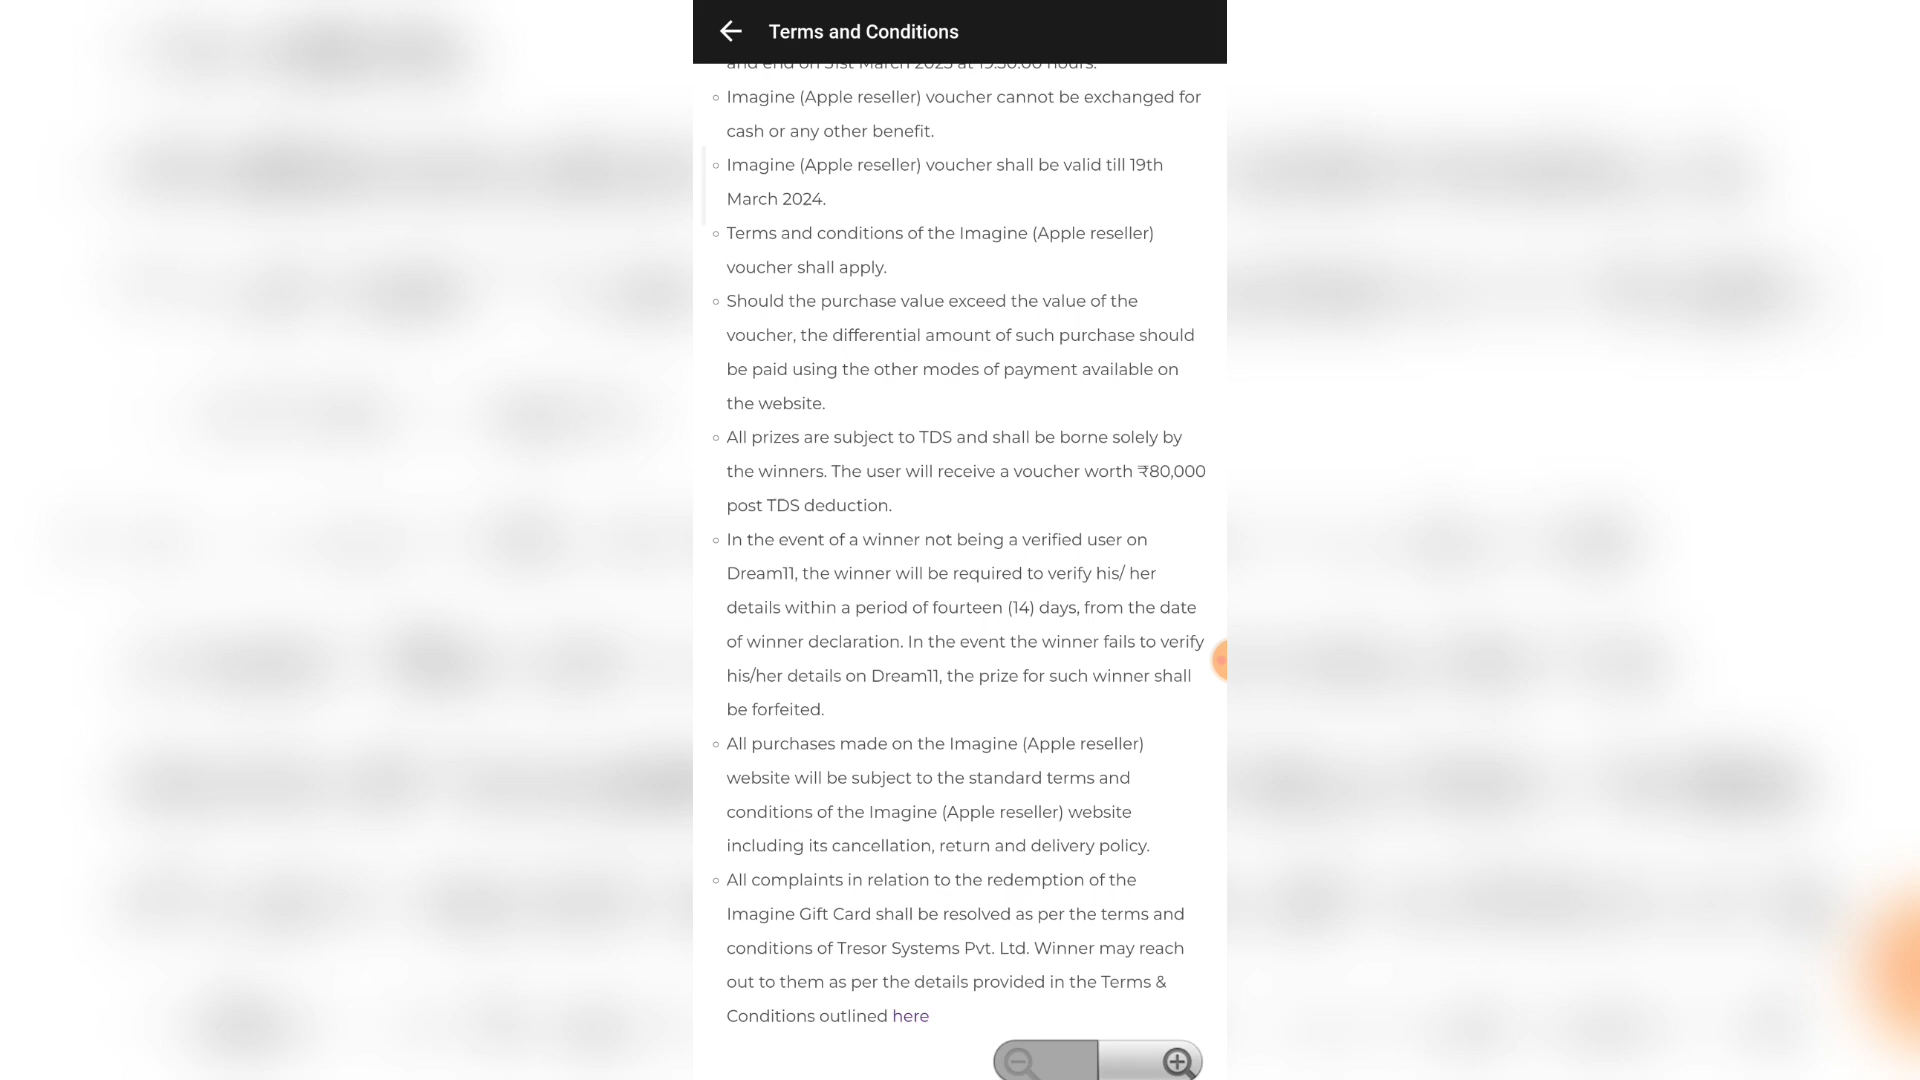 Terms and Conditions
and end on 31st March 2023 at 19:30:00 hours.
Imagine (Apple reseller) voucher cannot be exchanged for
cash or any other benefit.
Imagine (Apple reseller) voucher shall be valid till 19th
March 2024.
Terms and conditions of the Imagine (Apple reseller)
voucher shall apply.
Should the purchase value exceed the value of the
voucher, the differential amount of such purchase should
be paid using the other modes of payment available on
the website.
All prizes are subject to TDS and shall be borne solely by
the winners. The user will receive a voucher worth ₹80,000
post TDS deduction.
In the event of a winner not being a verified user on
Dream11, the winner will be required to verify his/ her
details within a period of fourteen (14) days, from the date
of winner declaration. In the event the winner fails to verify
his/her details on Dream11, the prize for such winner shall
be forfeited.
All purchases made on the Imagine (Apple reseller)
website will be subject to the standard terms and
conditions of the Imagine (Apple reseller) website
including its cancellation, return and delivery policy.
All complaints in relation to the redemption of the
Imagine Gift Card shall be resolved as per the terms and
conditions of Tresor Systems Pvt. Ltd. Winner may reach
out to them as per the details provided in the Terms &
Conditions outlined here